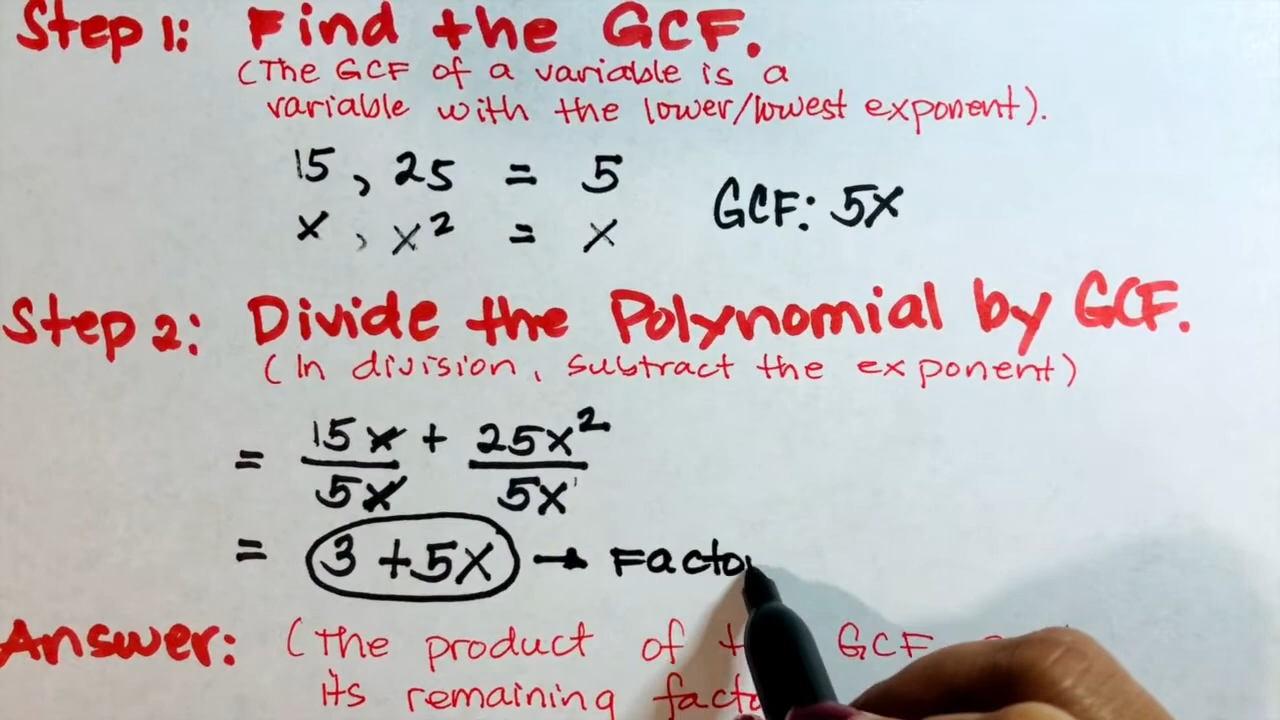 Step 1: Find the GCF.
(The GCF of a variable is a
variable with the lower/lowest exponent).
15, 25 = 5
x, x² = x
GCF: 5x
Step 2: Divide the Polynomial by GCF.
(In division, subtract the exponent)
= 15x/5x + 25x²/5x¹
= 3 + 5x → Facto
Answer: (The product of GCF
its remaining